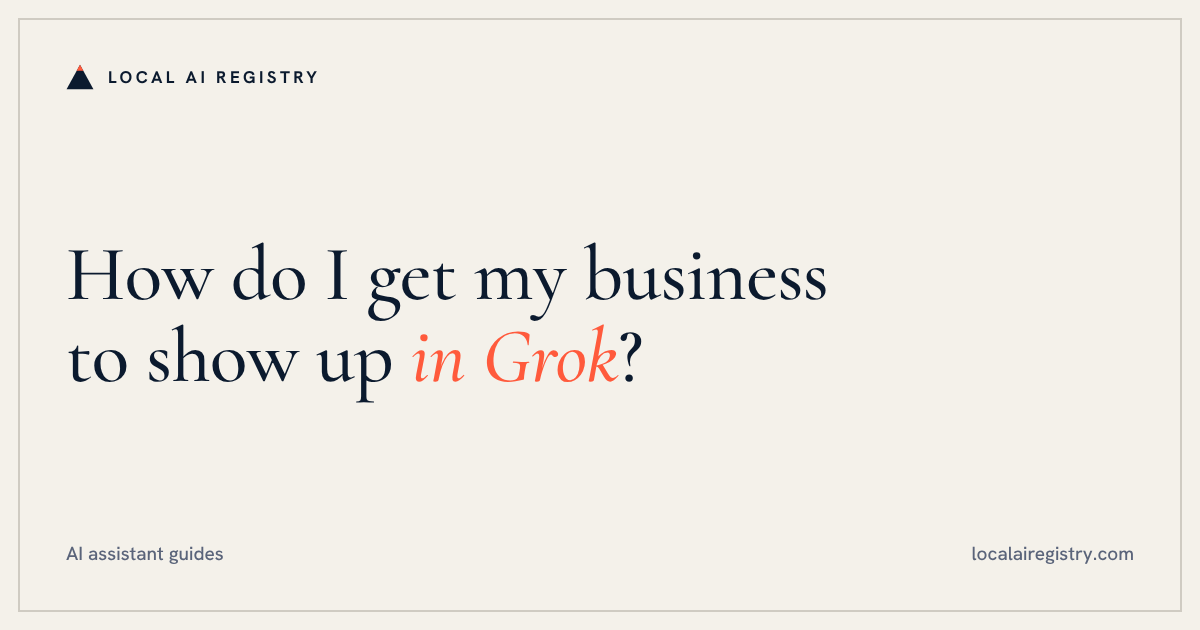 LOCAL AI REGISTRY
How do I get my business
to show up in Grok?
AI assistant guides
localairegistry.com